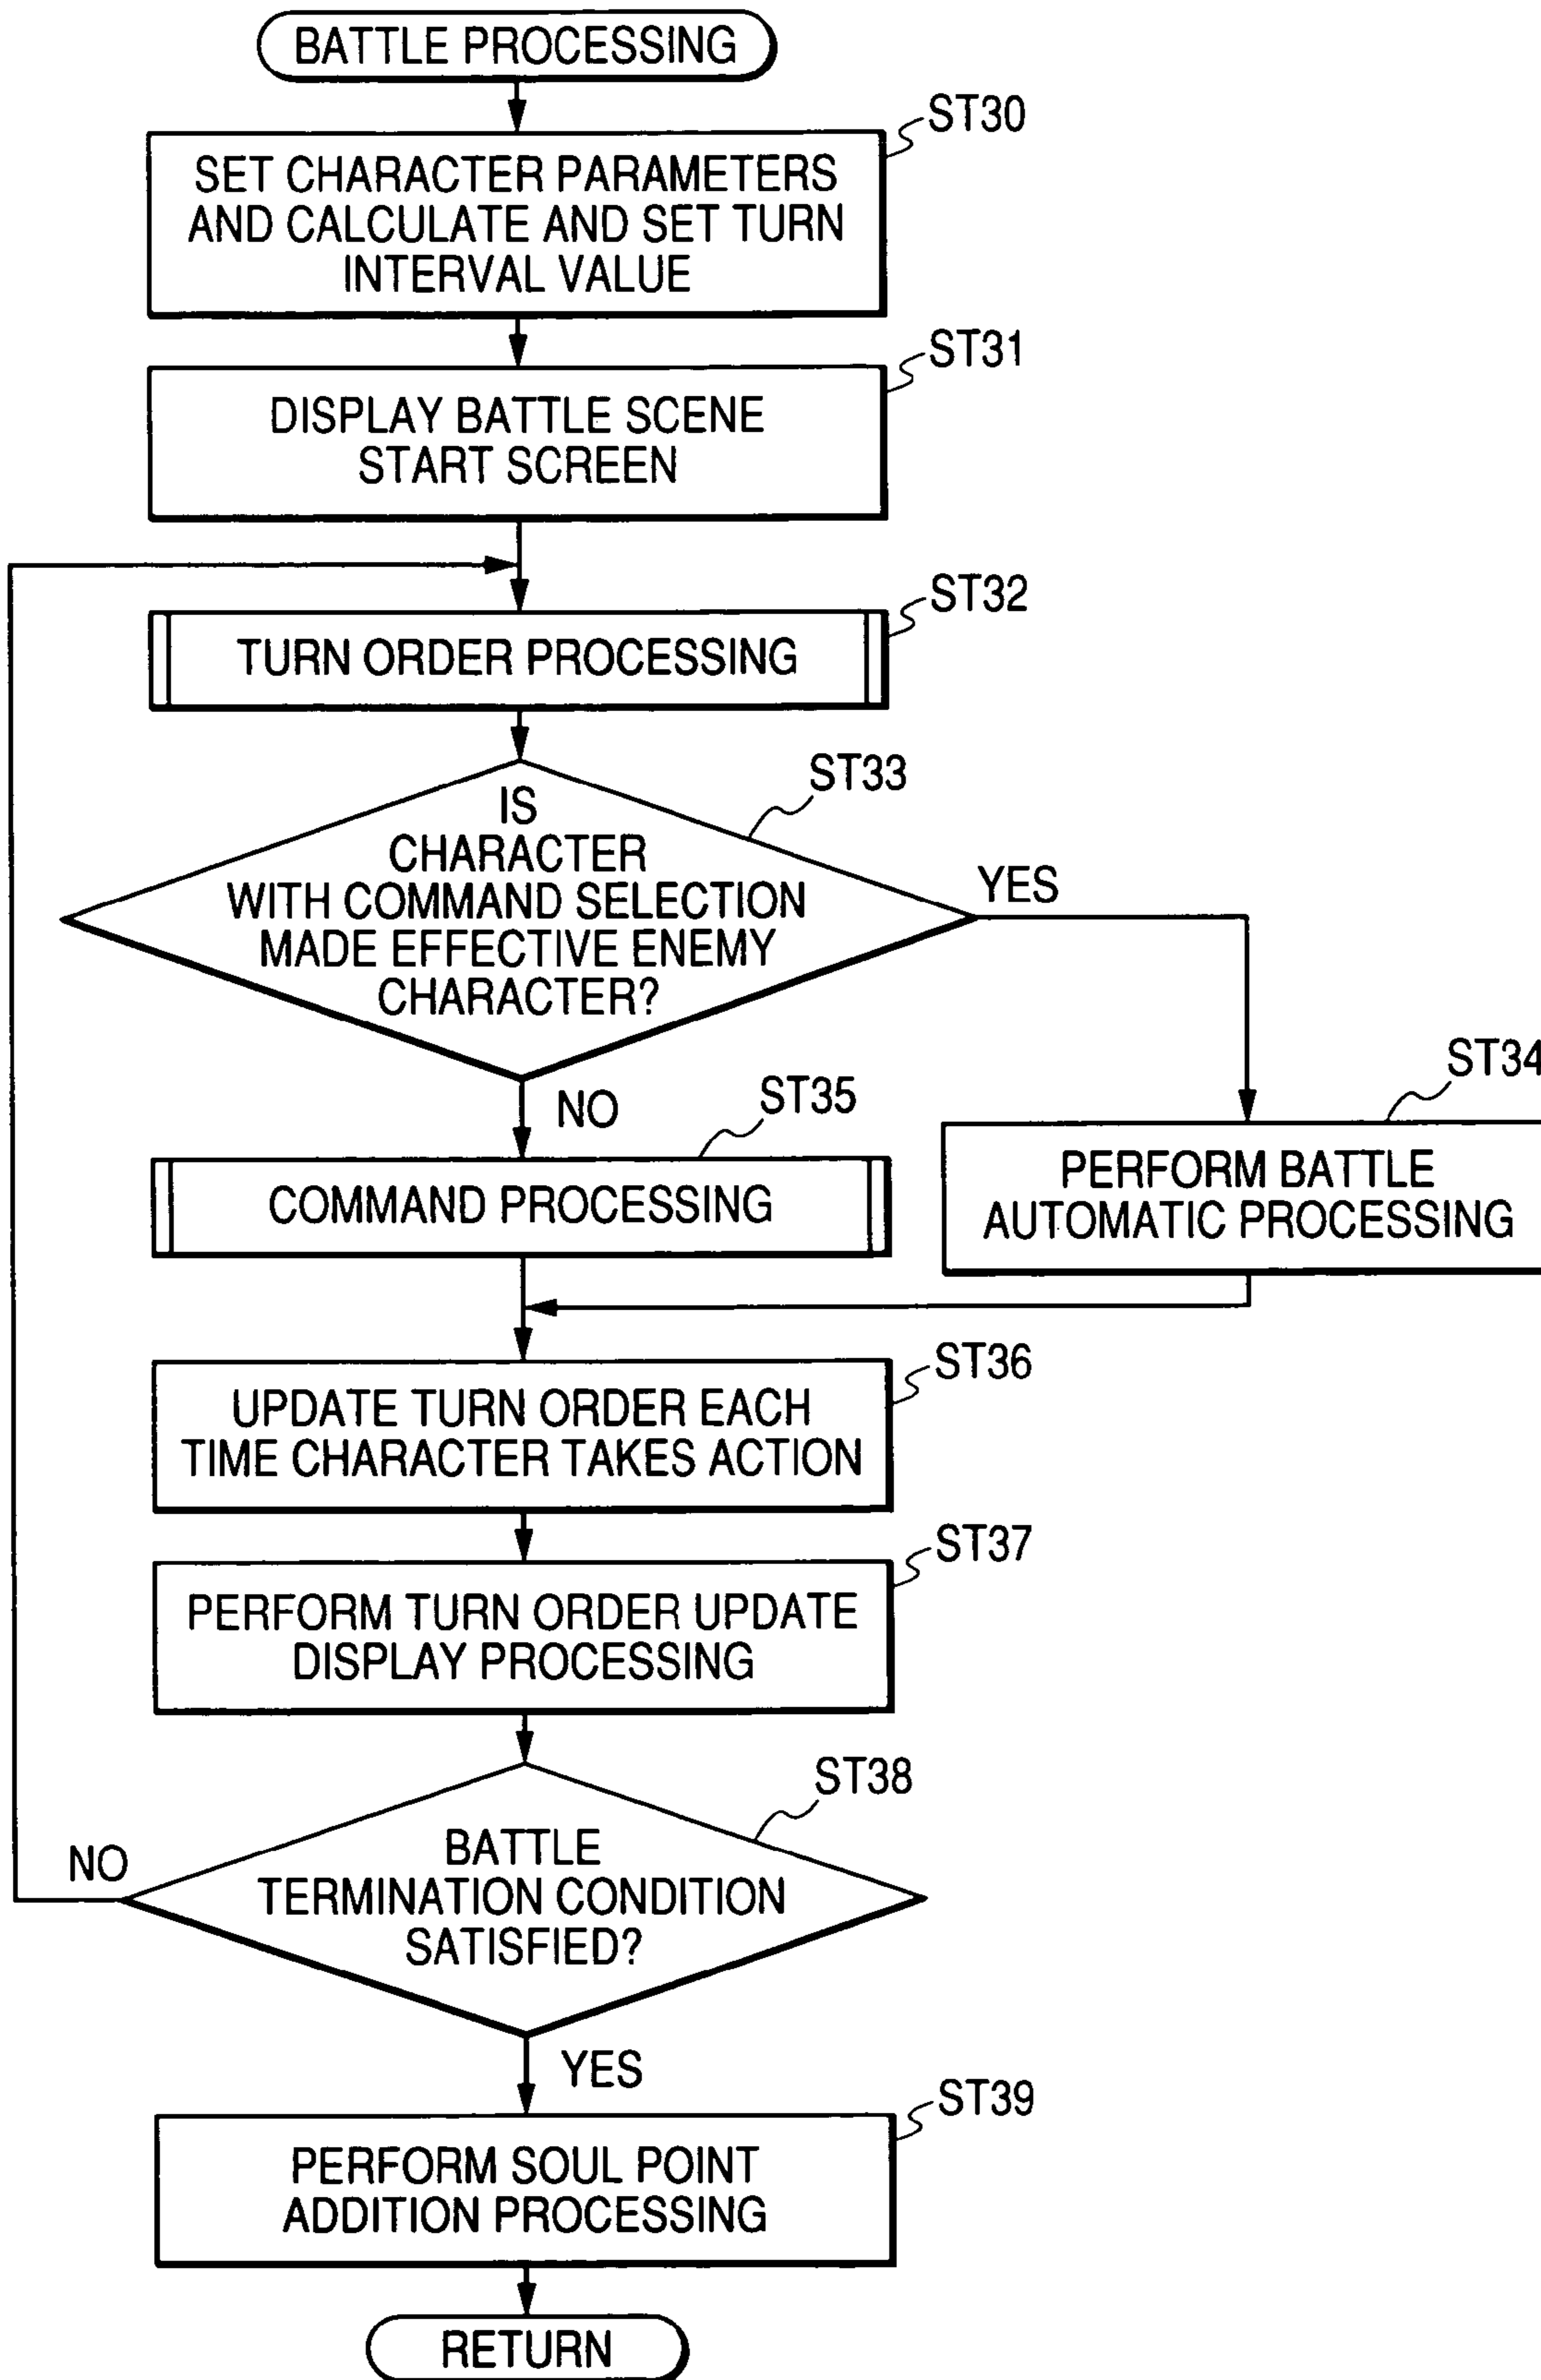 BATTLE PROCESSING
ST30
SET CHARACTER PARAMETERS
AND CALCULATE AND SET TURN
INTERVAL VALUE
ST31
DISPLAY BATTLE SCENE
START SCREEN
ST32
TURN ORDER PROCESSING
ST33
IS
CHARACTER
WITH COMMAND SELECTION
MADE EFFECTIVE ENEMY
CHARACTER?
YES
NO
ST34
PERFORM BATTLE
AUTOMATIC PROCESSING
ST35
COMMAND PROCESSING
ST36
UPDATE TURN ORDER EACH
TIME CHARACTER TAKES ACTION
ST37
PERFORM TURN ORDER UPDATE
DISPLAY PROCESSING
ST38
BATTLE
TERMINATION CONDITION
SATISFIED?
NO
YES
ST39
PERFORM SOUL POINT
ADDITION PROCESSING
RETURN